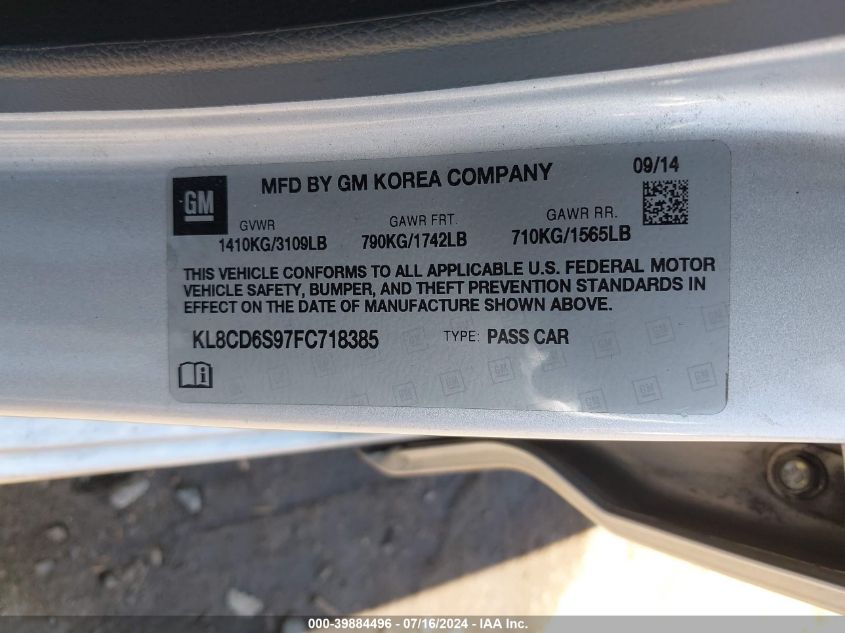 GM
MFD BY GM KOREA COMPANY
09/14
GVWR
GAWR FRT.
GAWR RR.
1410KG/3109LB
790KG/1742LB
710KG/1565LB
THIS VEHICLE CONFORMS TO ALL APPLICABLE U.S. FEDERAL MOTOR
VEHICLE SAFETY, BUMPER, AND THEFT PREVENTION STANDARDS IN
EFFECT ON THE DATE OF MANUFACTURE SHOWN ABOVE.
KL8CD6S97FC718385
TYPE: PASS CAR
000-39884496 - 07/16/2024 - IAA Inc.